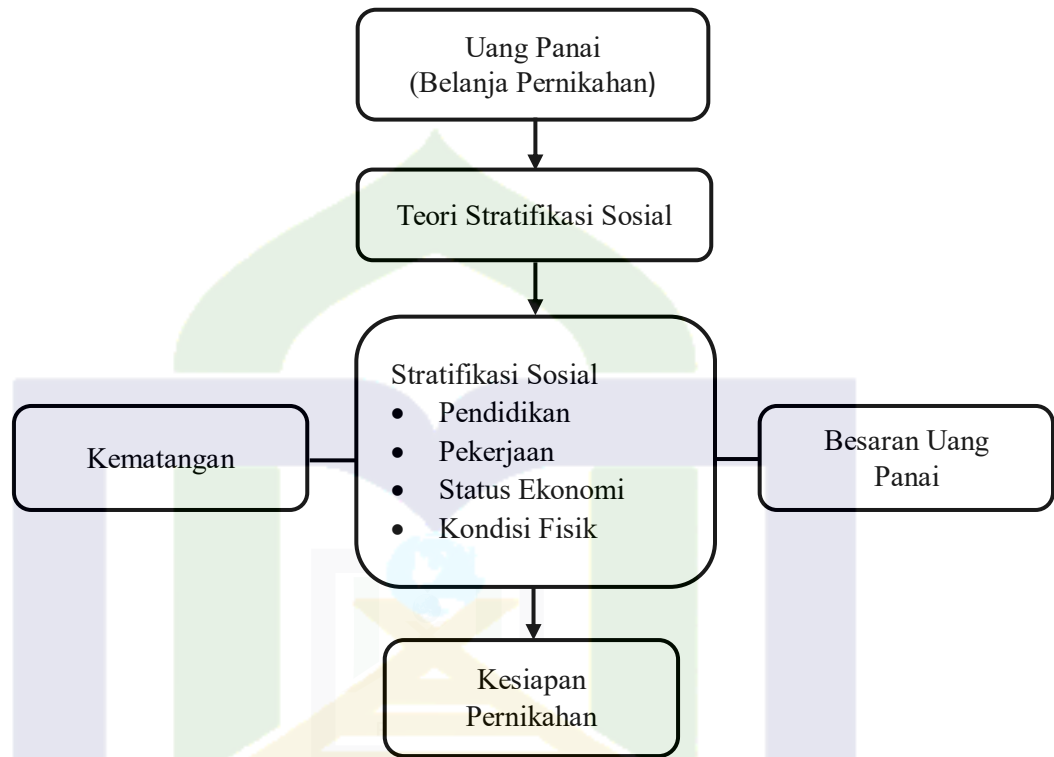 Uang Panai
(Belanja Pernikahan)
Teori Stratifikasi Sosial
Stratifikasi Sosial
• Pendidikan
• Pekerjaan
• Status Ekonomi
• Kondisi Fisik
Kematangan
Besaran Uang
Panai
Kesiapan
Pernikahan